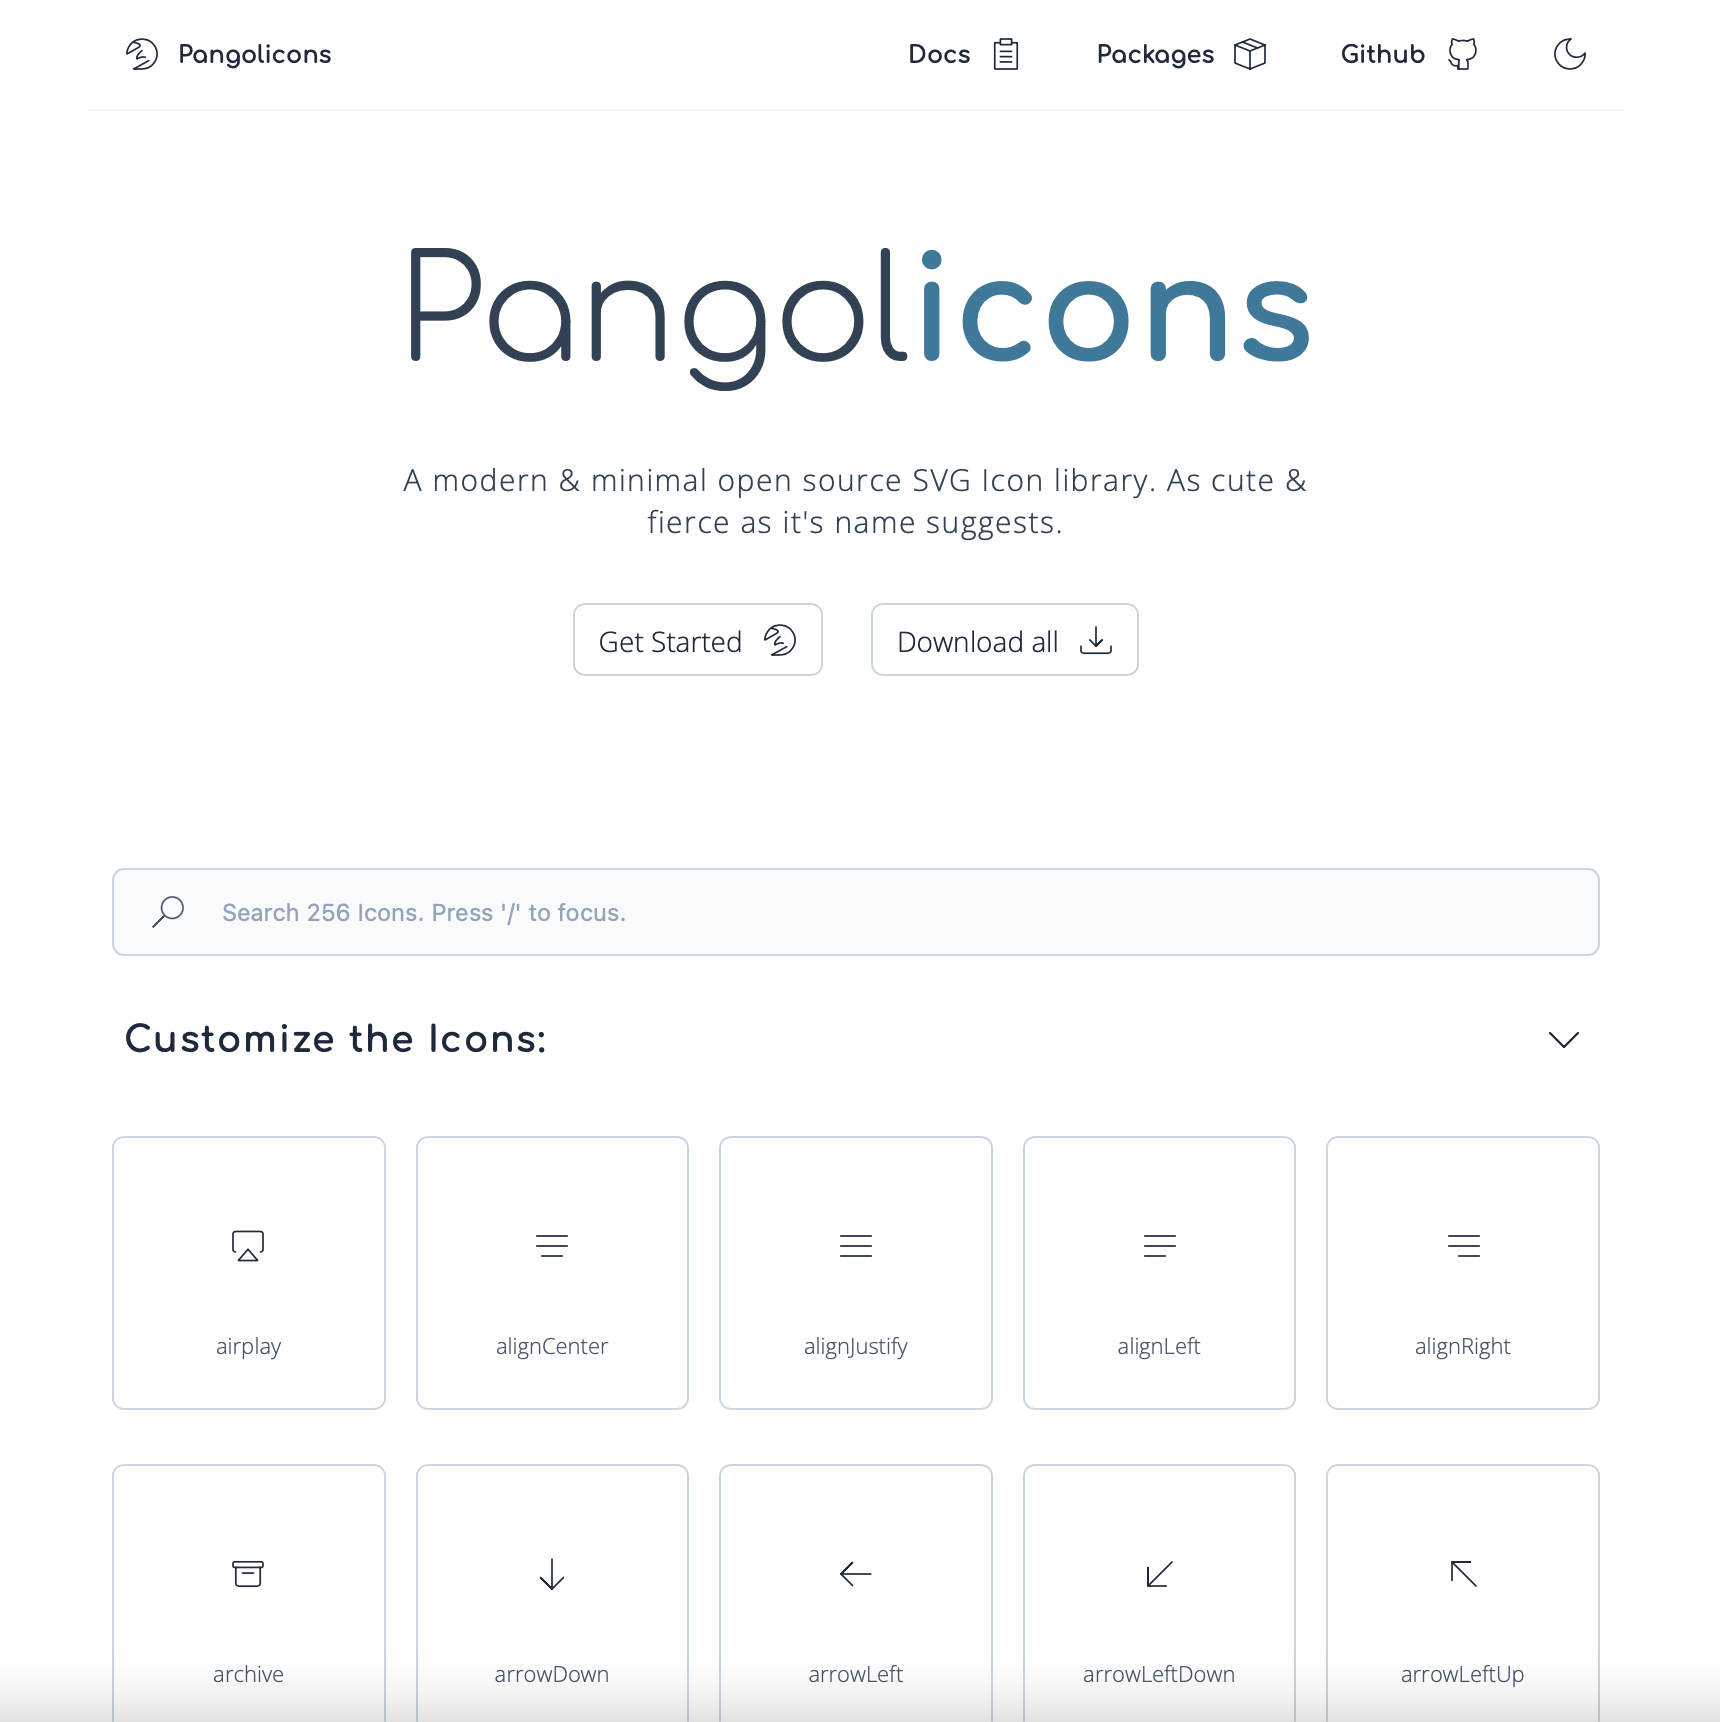 Pangolicons
Docs
Packages
Github
Pangolicons
A modern & minimal open source SVG Icon library. As cute &
fierce as it's name suggests.
Get Started
Download all
Search 256 Icons. Press '/' to focus.
Customize the Icons:
airplay
alignCenter
alignJustify
alignLeft
alignRight
archive
arrowDown
arrowLeft
arrowLeftDown
arrowLeftUp